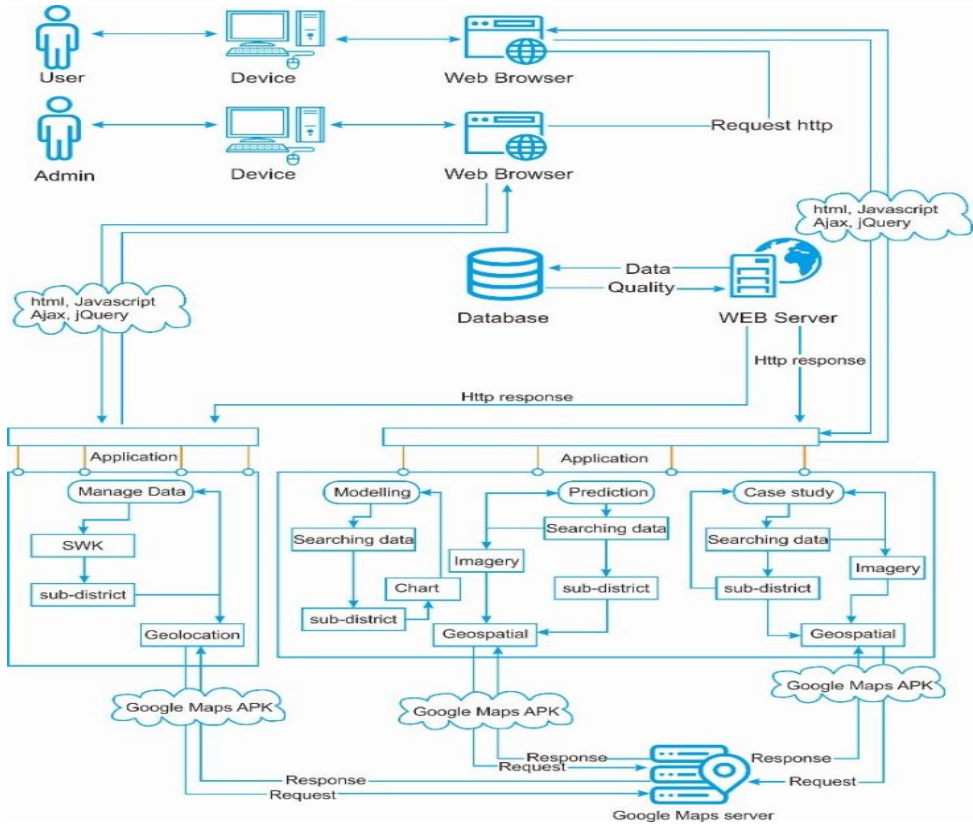 User
Device
Web Browser
Request http
Admin
Device
Web Browser
html, Javascript
Ajax, jQuery
html, Javascript
Ajax, jQuery
Data
Quality
Database
WEB Server
Http response
Http response
Application
Application
Manage Data
SWK
sub-district
Geolocation
Modelling
Searching data
sub-district
Chart
Prediction
Searching data
Imagery
sub-district
Geospatial
Case study
Searching data
Imagery
sub-district
Geospatial
Google Maps APK
Google Maps APK
Google Maps APK
Response
Request
Response
Request
Response
Request
Google Maps server